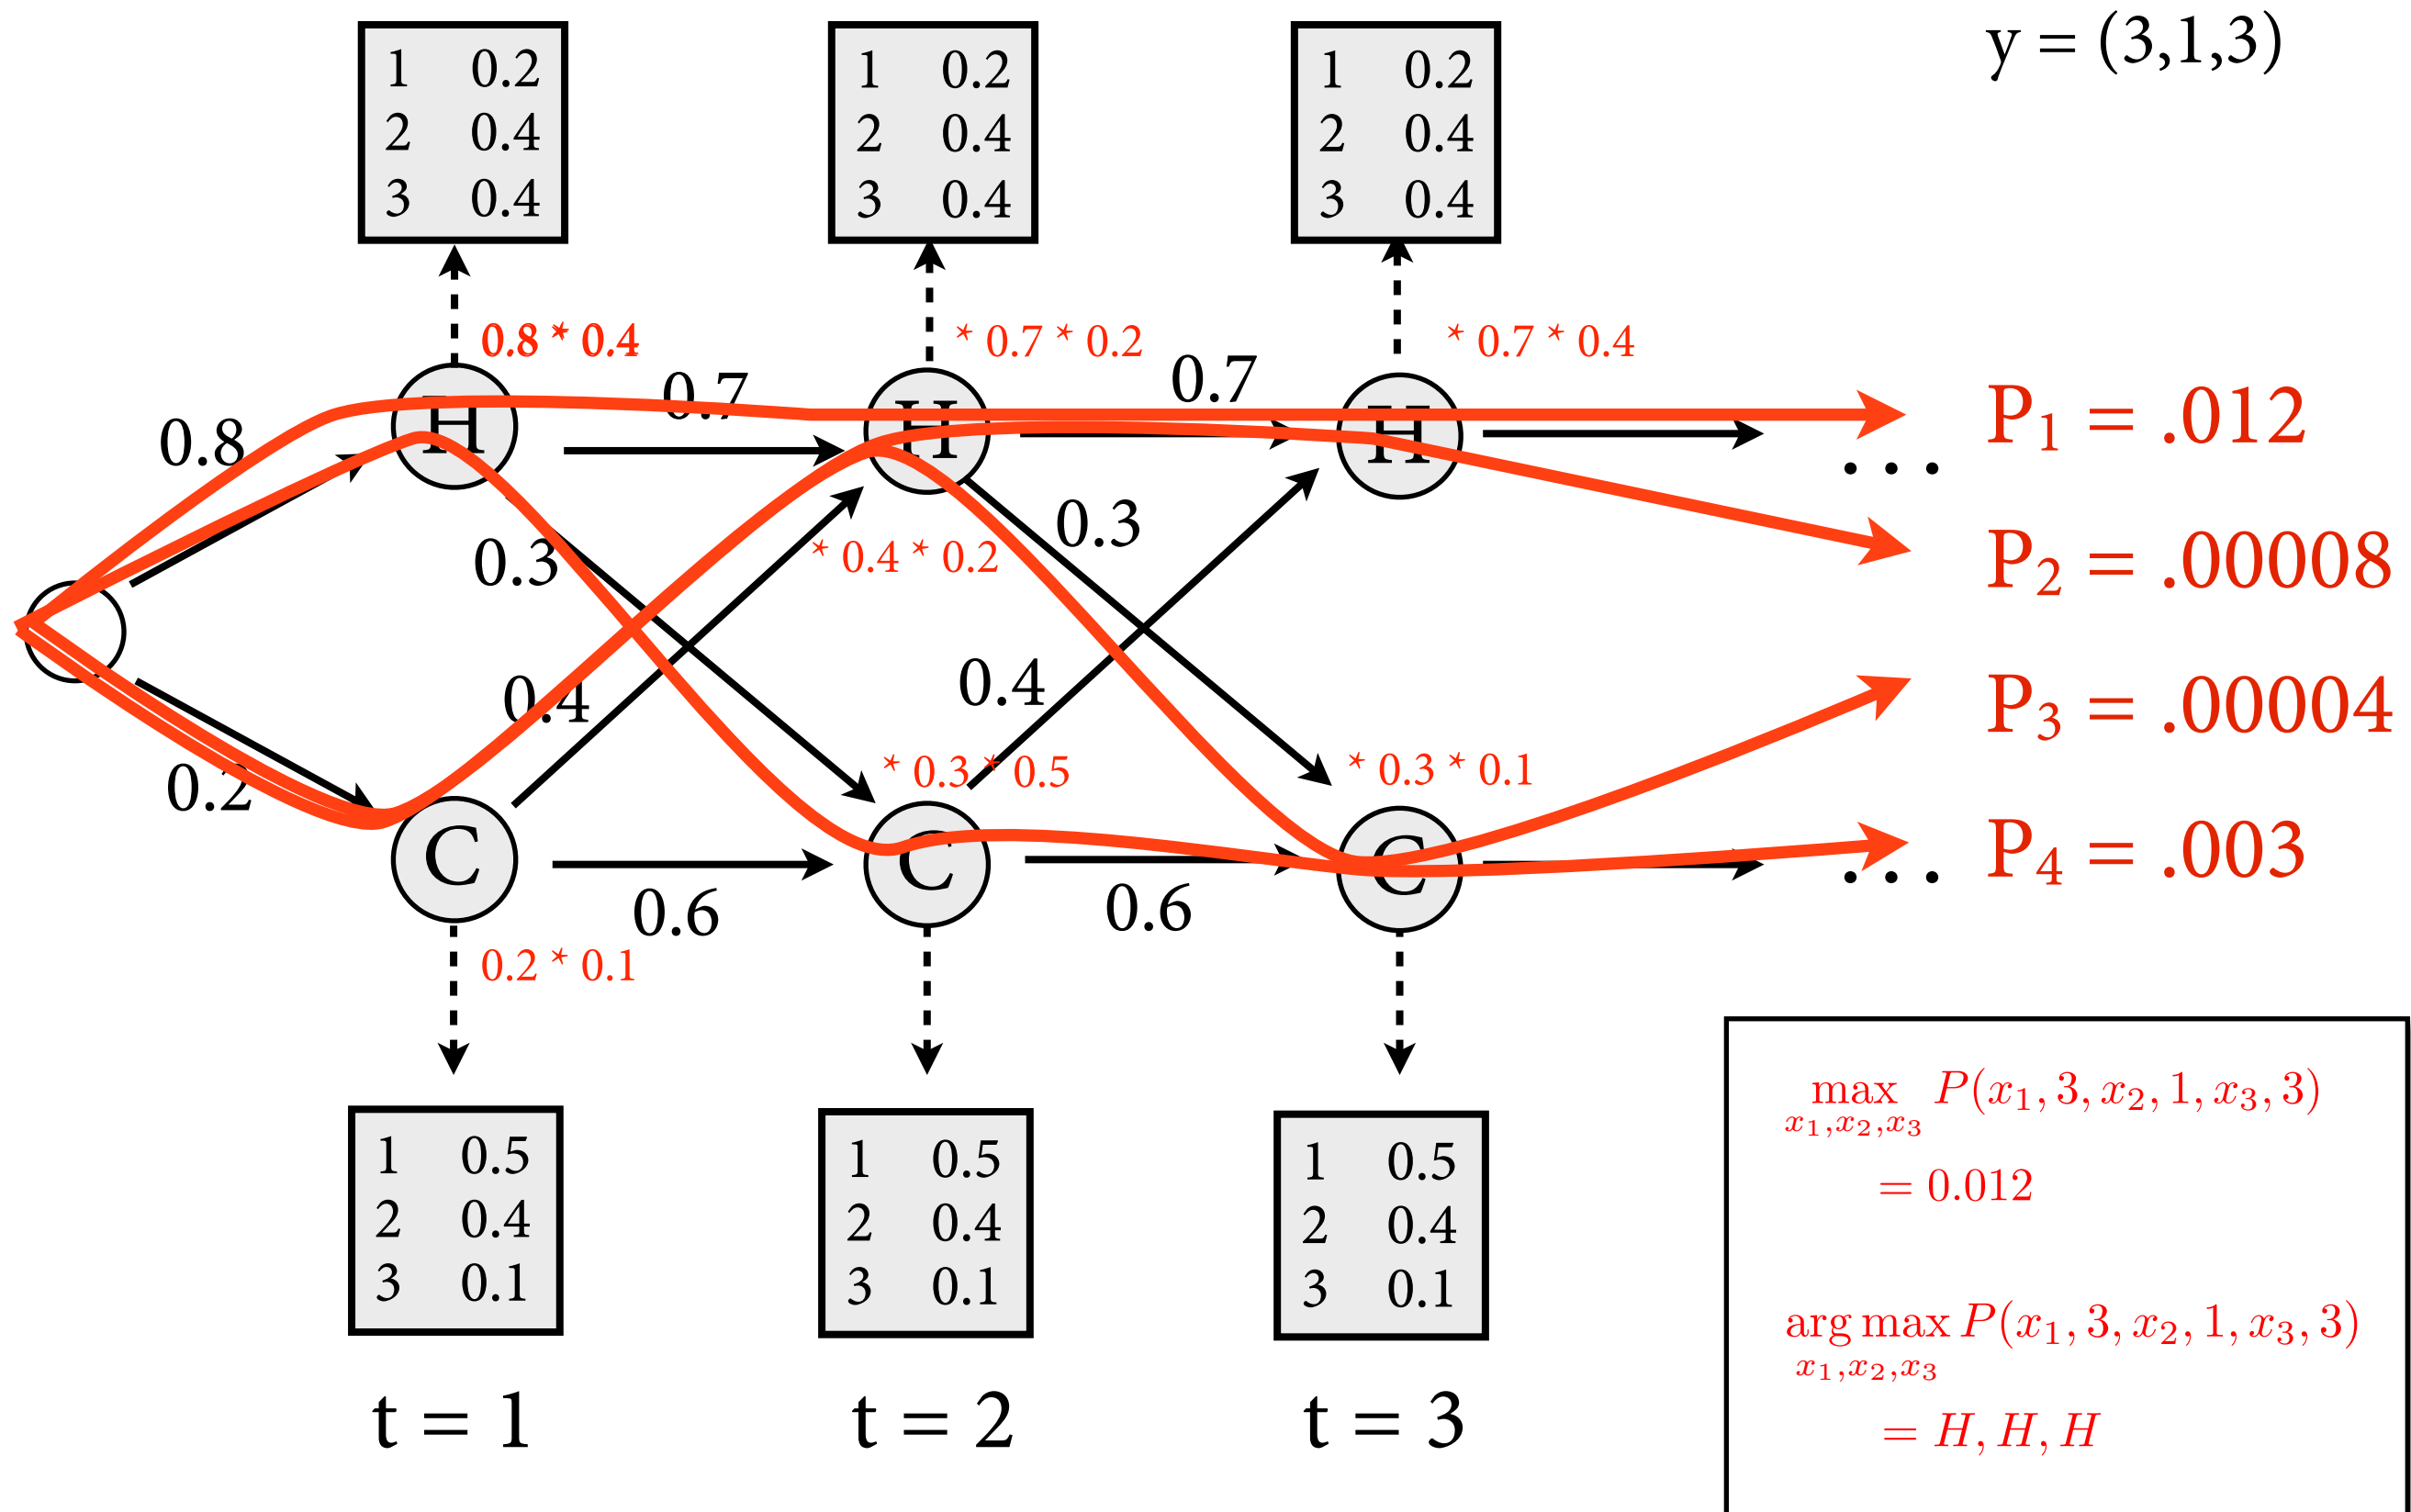 y = (3,1,3)
1 0.2
2 0.4
3 0.4
1 0.2
2 0.4
3 0.4
1 0.2
2 0.4
3 0.4
0.8 * 0.4
* 0.7 * 0.2
* 0.7 * 0.4
0.8
H
0.7
H
0.7
H
...
P1 = .012
0.3
* 0.4 * 0.2
0.3
P2 = .00008
0.4
0.4
P3 = .00004
0.2
* 0.3 * 0.5
* 0.3 * 0.1
C
0.6
C
0.6
C
...
P4 = .003
0.2 * 0.1
1 0.5
2 0.4
3 0.1
1 0.5
2 0.4
3 0.1
1 0.5
2 0.4
3 0.1
t = 1
t = 2
t = 3
max P(x1, 3, x2, 1, x3, 3)
x1,x2,x3
= 0.012
arg max P(x1, 3, x2, 1, x3, 3)
x1,x2,x3
= H, H, H